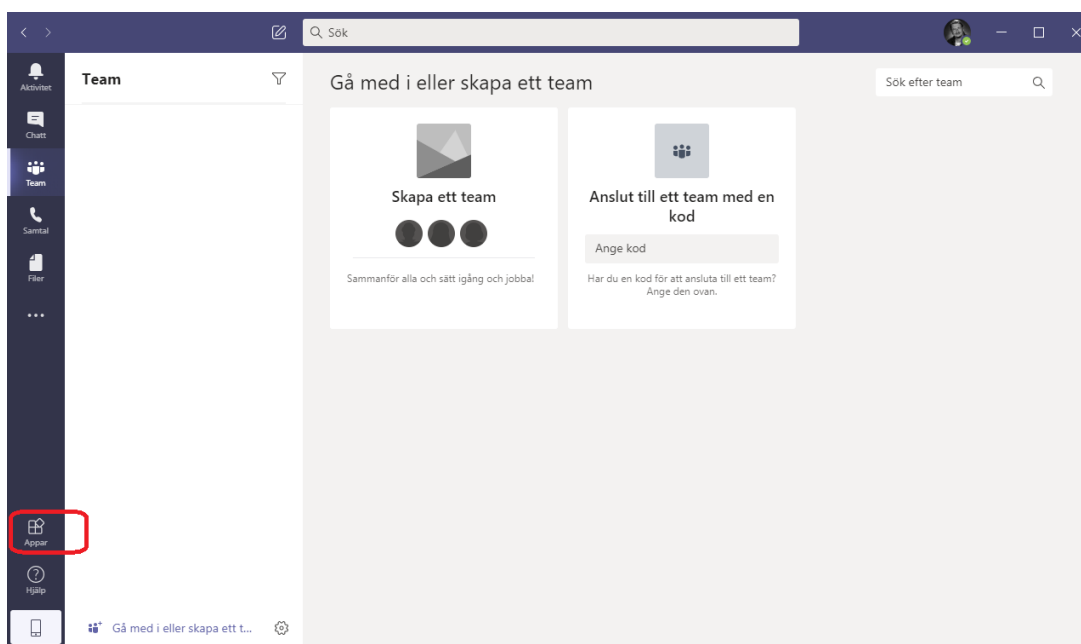 Sök
Aktivitet
Chatt
Team
Samtal
Filer
Appar
Hjälp
Team
Gå med i eller skapa ett t...
Gå med i eller skapa ett team
Sök efter team
Skapa ett team
Sammanför alla och sätt igång och jobba!
Anslut till ett team med en
kod
Ange kod
Har du en kod för att ansluta till ett team?
Ange den ovan.